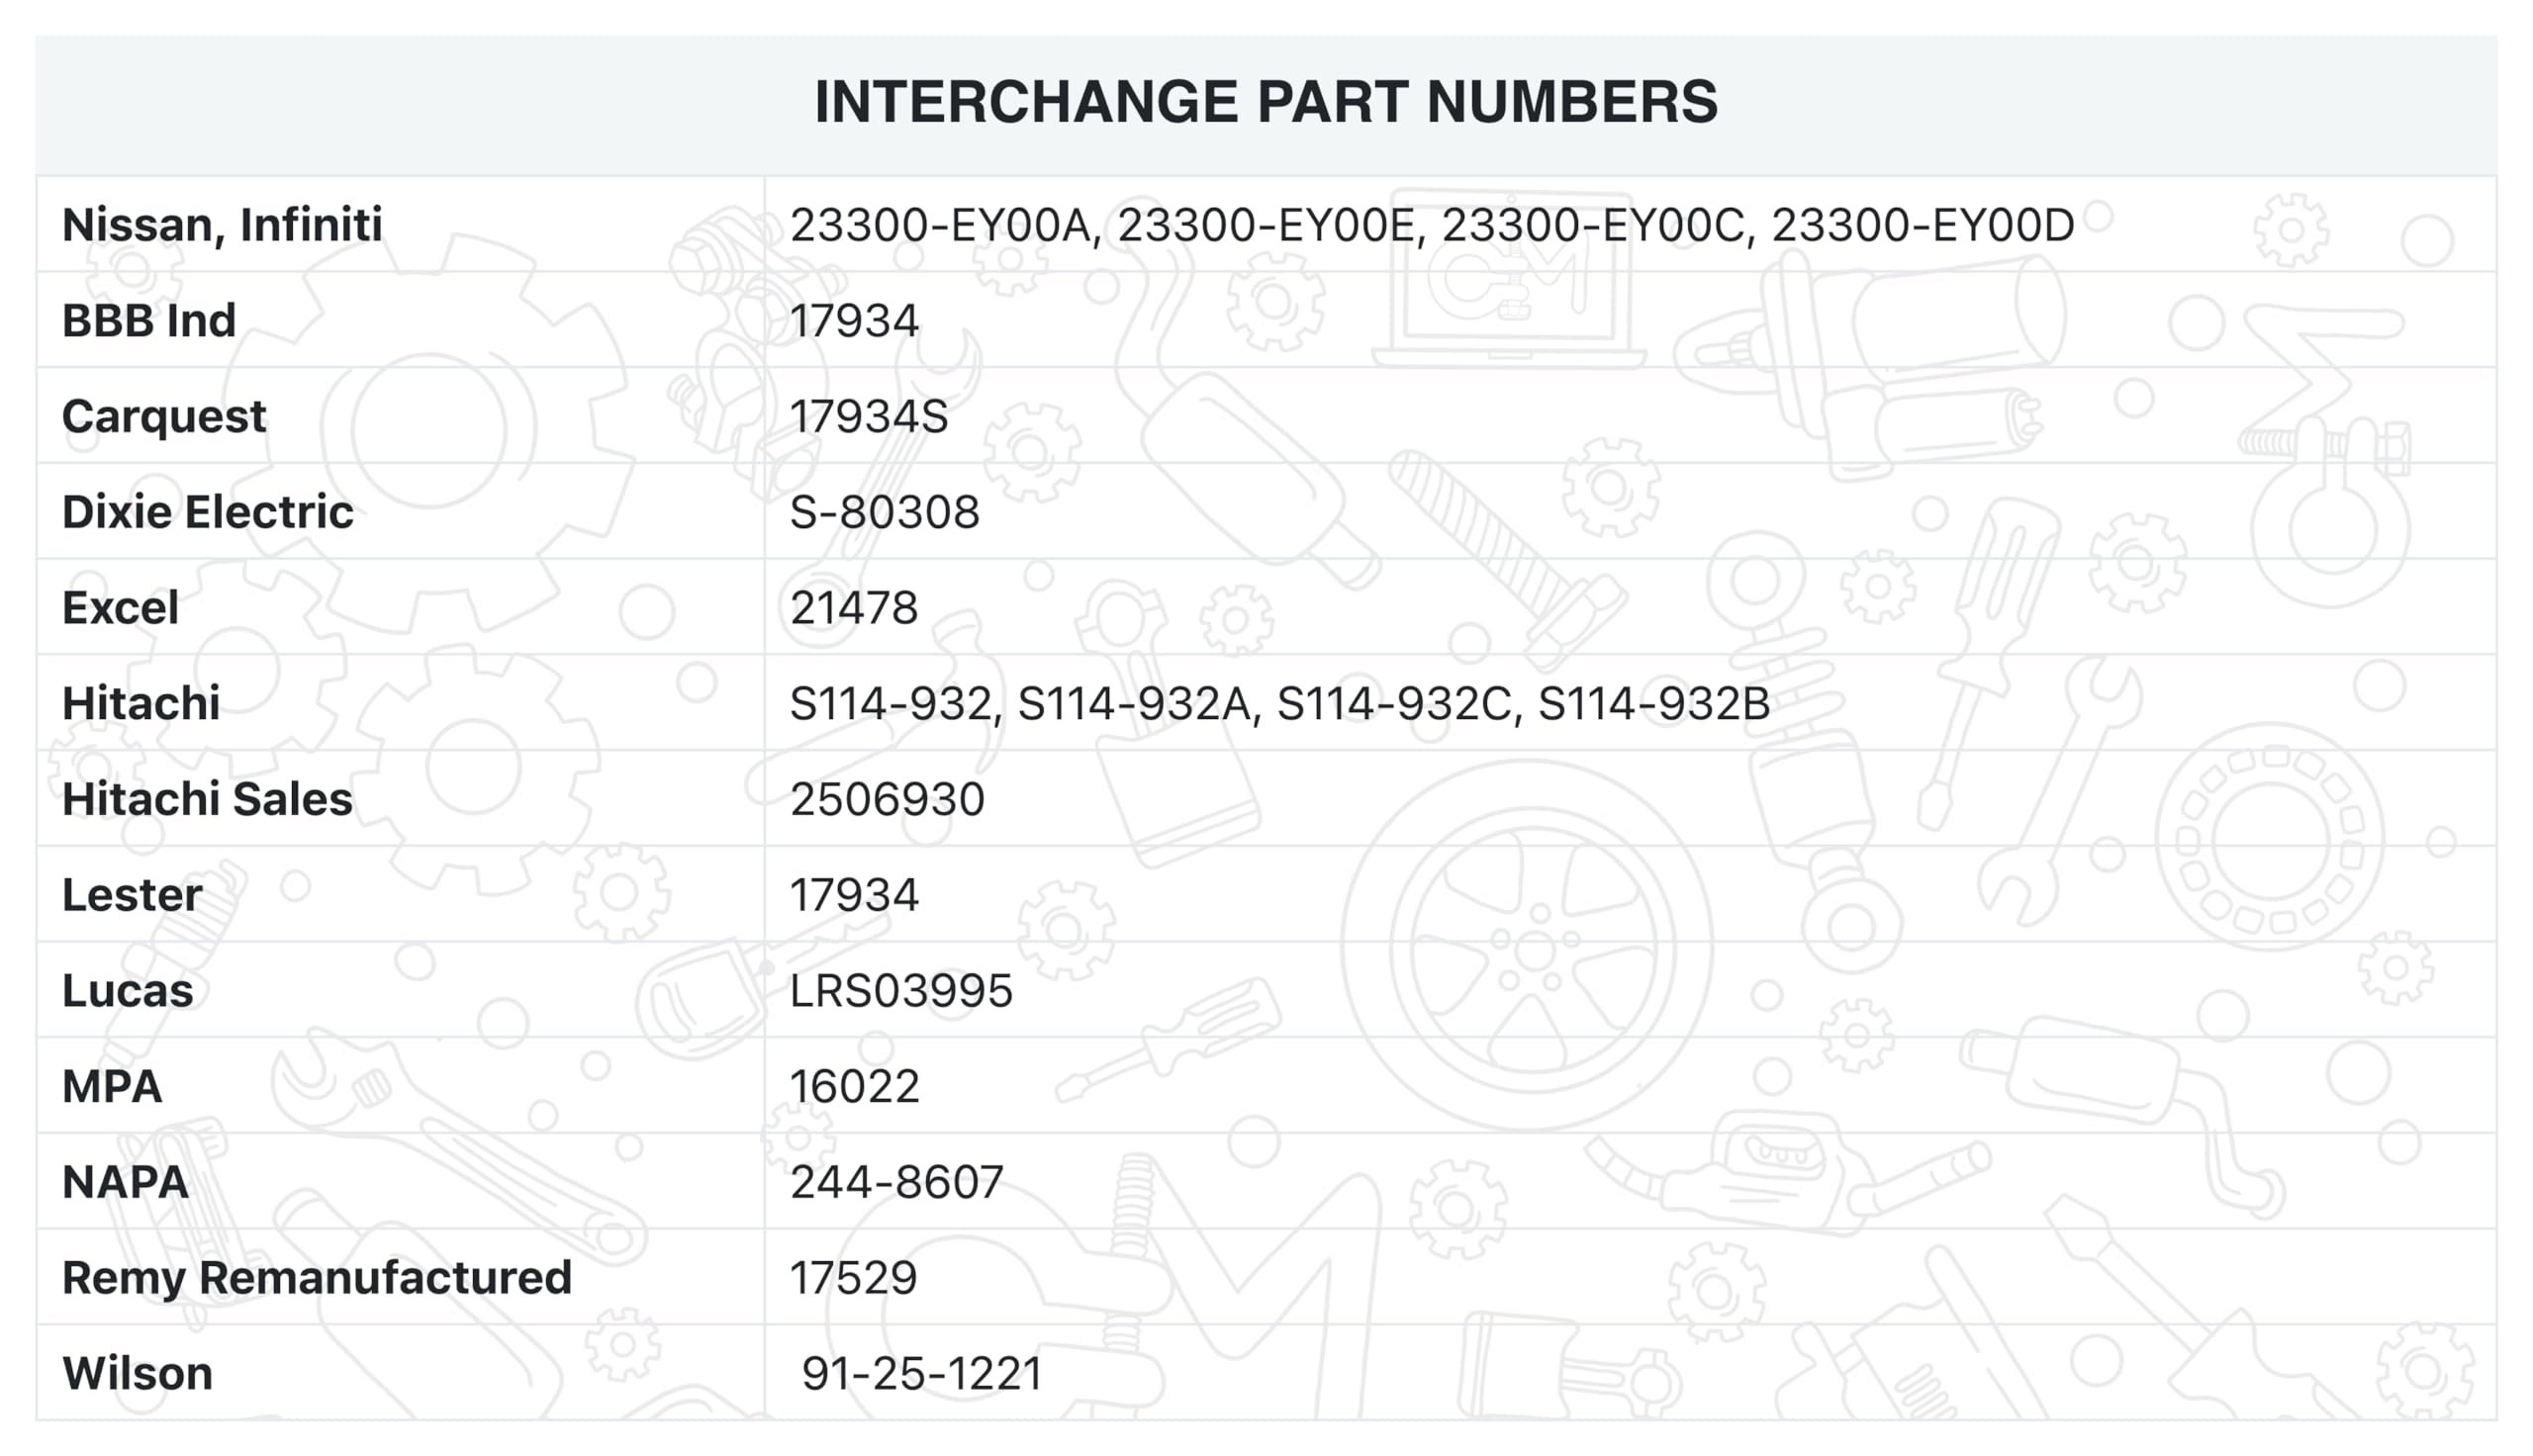 INTERCHANGE PART NUMBERS
Nissan, Infiniti 23300-EY00A, 23300-EY00E, 23300-EY00C, 23300-EY00D
BBB Ind 17934
Carquest 17934S
Dixie Electric S-80308
Excel 21478
Hitachi S114-932, S114-932A, S114-932C, S114-932B
Hitachi Sales 2506930
Lester 17934
Lucas LRS03995
MPA 16022
NAPA 244-8607
Remy Remanufactured 17529
Wilson 91-25-1221